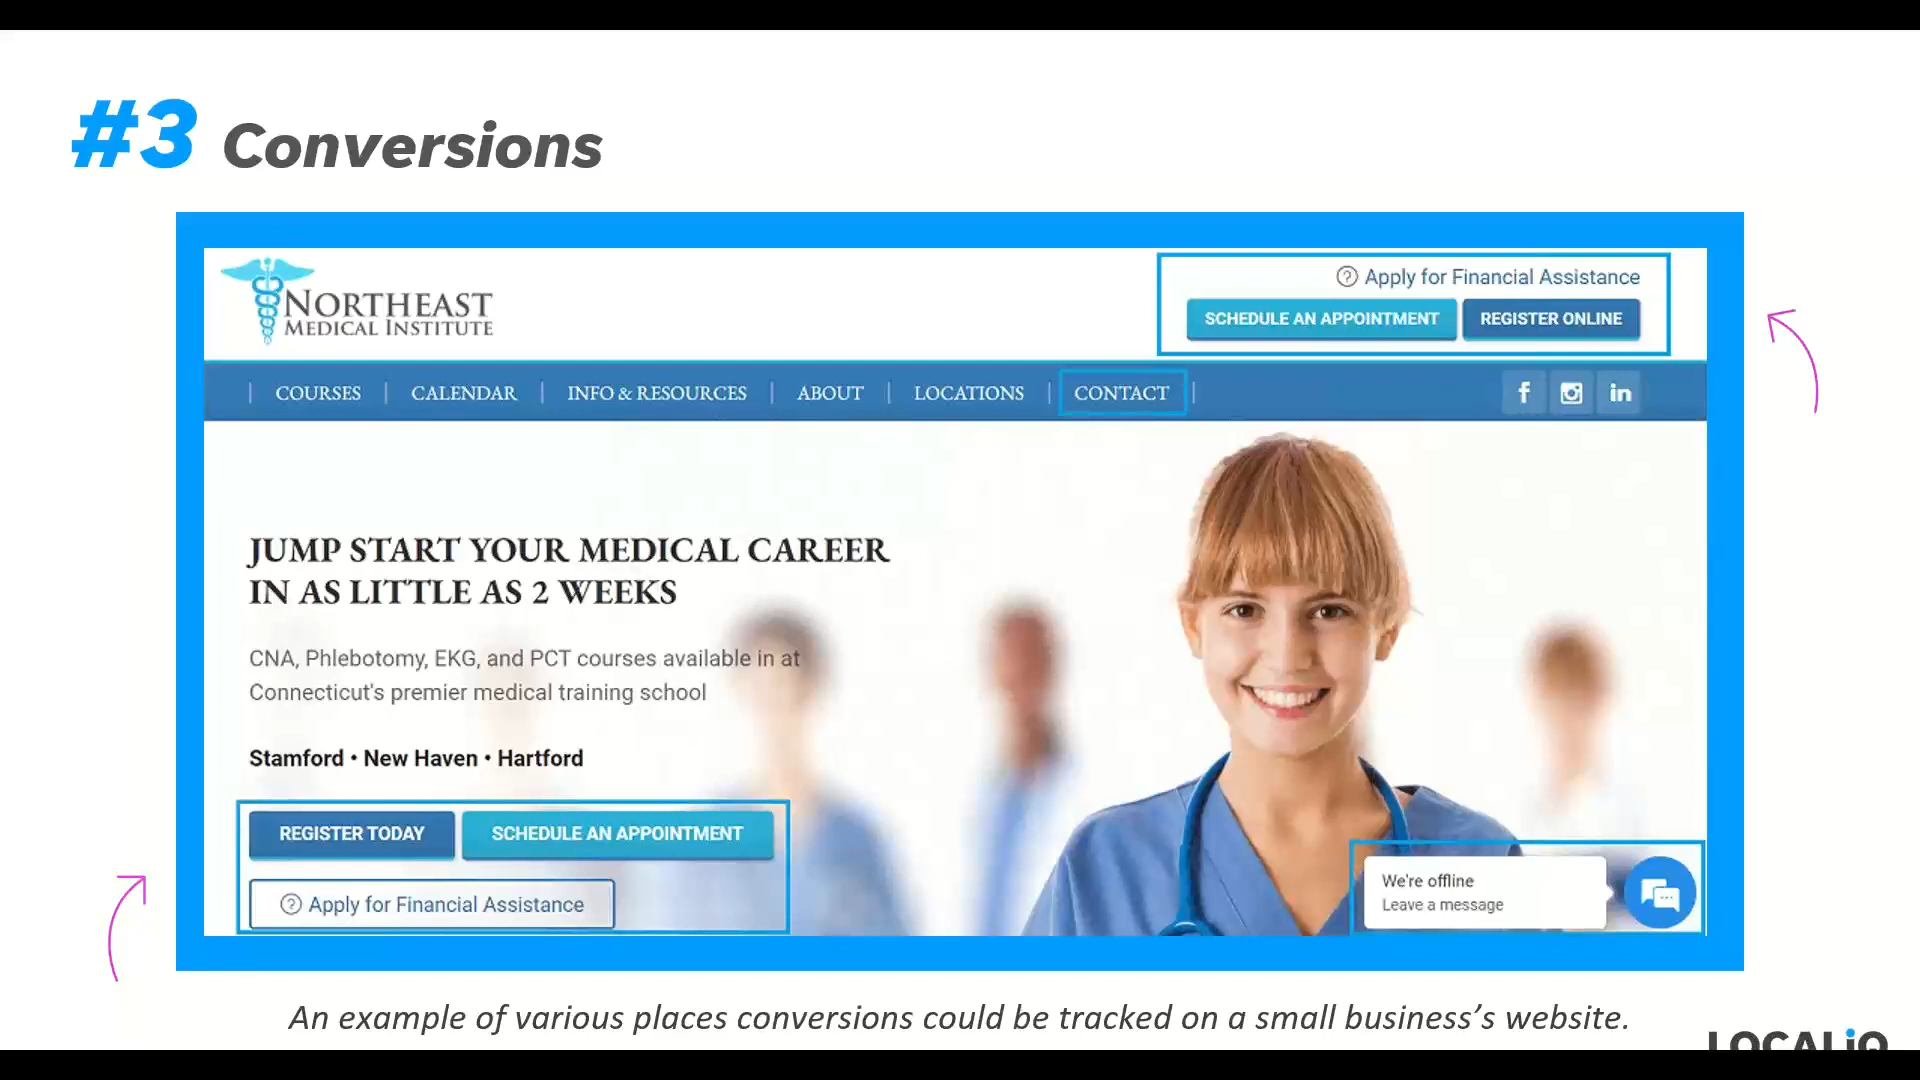 #3 Conversions
NORTHEAST
MEDICAL INSTITUTE
Apply for Financial Assistance
SCHEDULE AN APPOINTMENT
REGISTER ONLINE
COURSES
CALENDAR
INFO & RESOURCES
ABOUT
LOCATIONS
CONTACT
JUMP START YOUR MEDICAL CAREER
IN AS LITTLE AS 2 WEEKS
CNA, Phlebotomy, EKG, and PCT courses available in at
Connecticut's premier medical training school
Stamford • New Haven • Hartford
REGISTER TODAY
SCHEDULE AN APPOINTMENT
Apply for Financial Assistance
We're offline
Leave a message
An example of various places conversions could be tracked on a small business’s website.
LOCALiQ